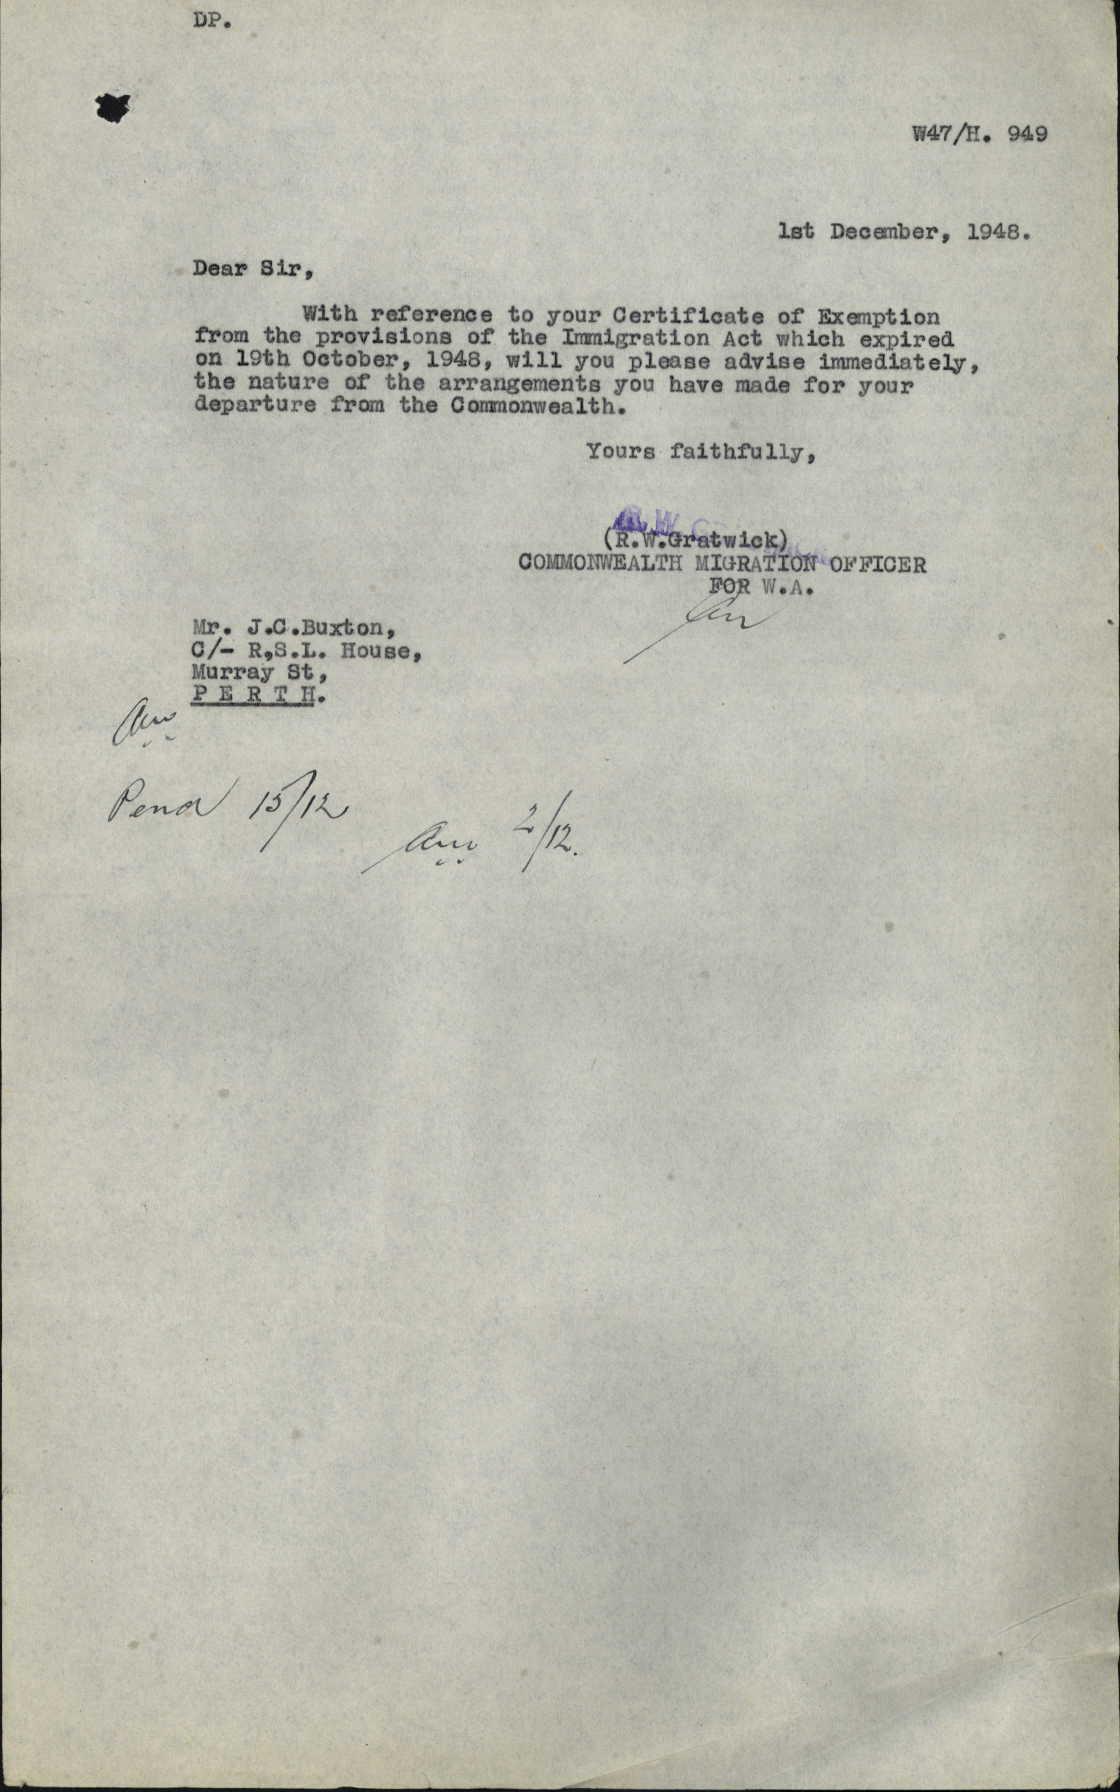 DP.
W47/H. 949
1st December, 1948.
Dear Sir,
With reference to your Certificate of Exemption
from the provisions of the Immigration Act which expired
on 19th October, 1948, will you please advise immediately,
the nature of the arrangements you have made for your
departure from the Commonwealth.
Yours faithfully,
R.W.G
(R.W.Gratwick)
COMMONWEALTH MIGRATION OFFICER
FOR W.A.
Mr. J.C.Buxton,
C/- R,S.L. House,
Murray St,
P E R T H.
Pend 15/12
2/12.